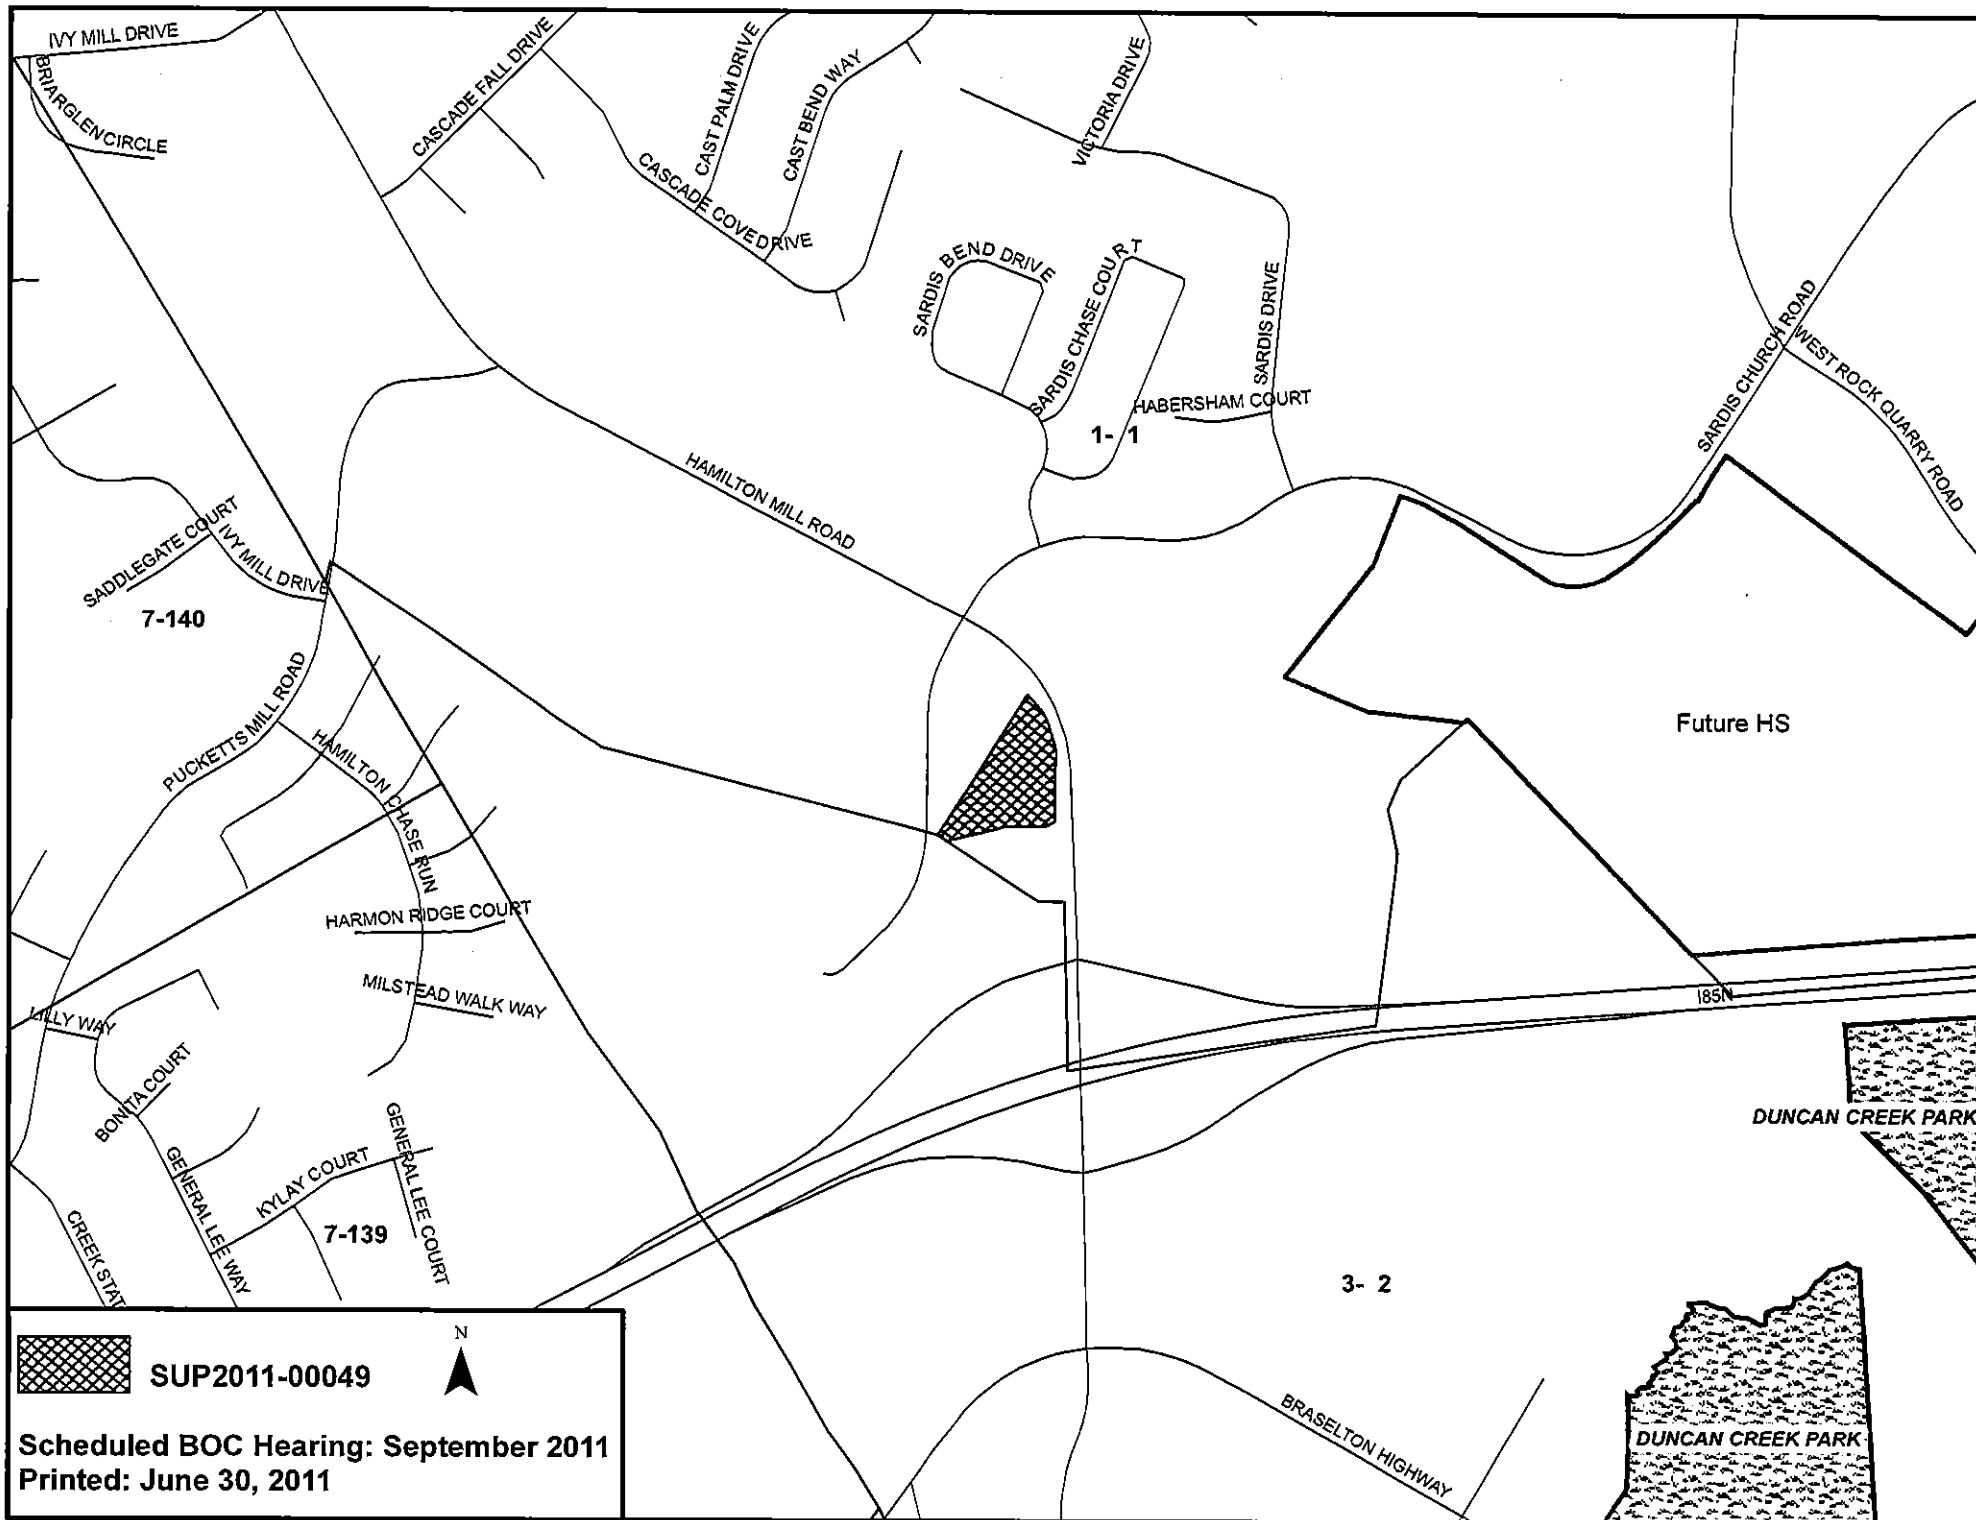 IVY MILL DRIVE
BRIARGLEN CIRCLE
CASCADE FALL DRIVE
CAST PALM DRIVE
CAST BEND WAY
CASCADE COVE DRIVE
VICTORIA DRIVE
SARDIS BEND DRIVE
SARDIS CHASE COURT
SARDIS DRIVE
HABERSHAM COURT
1- 1
SARDIS CHURCH ROAD
WEST ROCK QUARRY ROAD
HAMILTON MILL ROAD
SADDLEGATE COURT
IVY MILL DRIVE
7-140
PUCKETTS MILL ROAD
HAMILTON CHASE RUN
Future HS
HARMON RIDGE COURT
MILSTEAD WALK WAY
LILLY WAY
BONITA COURT
I85N
DUNCAN CREEK PARK
GENERAL LEE WAY
KYLAY COURT
GENERAL LEE COURT
7-139
CREEK STAT
3- 2
BRASELTON HIGHWAY
DUNCAN CREEK PARK
N
SUP2011-00049
Scheduled BOC Hearing: September 2011
Printed: June 30, 2011